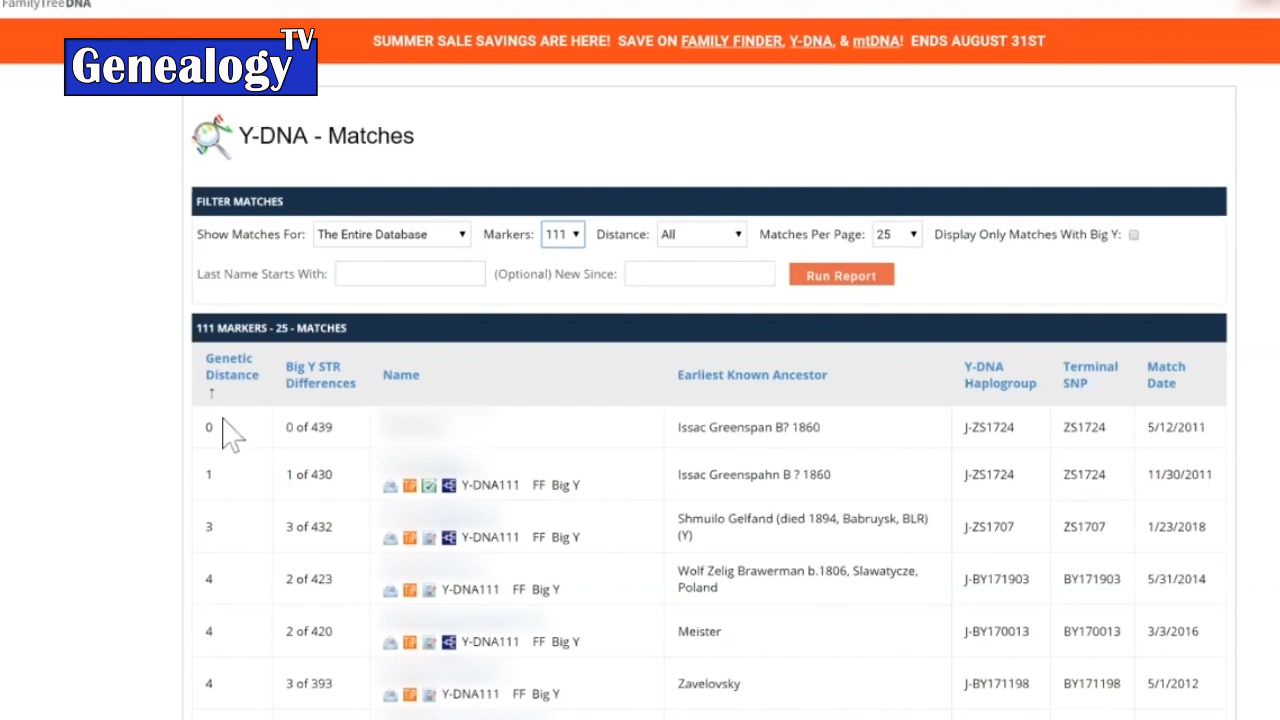 FamilyTreeDNA
SUMMER SALE SAVINGS ARE HERE! SAVE ON FAMILY FINDER, Y-DNA, & mtDNA! ENDS AUGUST 31ST
Genealogy TV
Y-DNA - Matches
FILTER MATCHES
Show Matches For: The Entire Database Markers: 111 Distance: All Matches Per Page: 25 Display Only Matches With Big Y:
Last Name Starts With: (Optional) New Since: Run Report
111 MARKERS - 25 - MATCHES
Genetic Distance ↑ Big Y STR Differences Name Earliest Known Ancestor Y-DNA Haplogroup Terminal SNP Match Date
0 0 of 439 Issac Greenspan B? 1860 J-ZS1724 ZS1724 5/12/2011
1 1 of 430 Y-DNA111 FF Big Y Issac Greenspahn B ? 1860 J-ZS1724 ZS1724 11/30/2011
3 3 of 432 Y-DNA111 FF Big Y Shmuilo Gelfand (died 1894, Babruysk, BLR) (Y) J-ZS1707 ZS1707 1/23/2018
4 2 of 423 Y-DNA111 FF Big Y Wolf Zelig Brawerman b.1806, Slawatycze, Poland J-BY171903 BY171903 5/31/2014
4 2 of 420 Y-DNA111 FF Big Y Meister J-BY170013 BY170013 3/3/2016
4 3 of 393 Y-DNA111 FF Big Y Zavelovsky J-BY171198 BY171198 5/1/2012